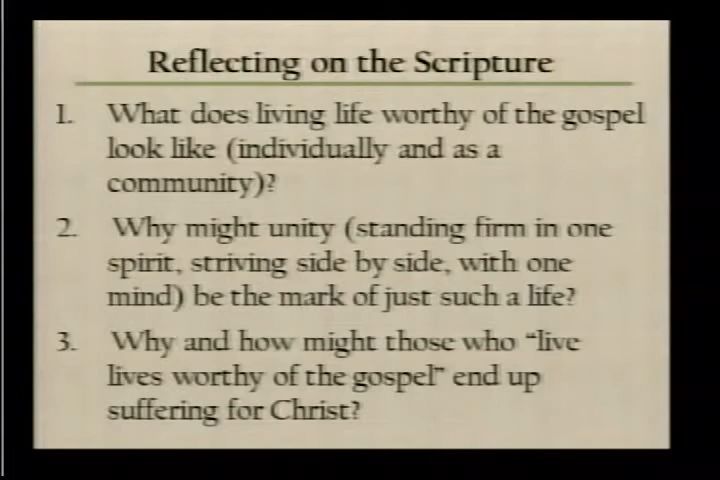 Reflecting on the Scripture
1. What does living life worthy of the gospel
look like (individually and as a
community)?
2. Why might unity (standing firm in one
spirit, striving side by side, with one
mind) be the mark of just such a life?
3. Why and how might those who “live
lives worthy of the gospel” end up
suffering for Christ?